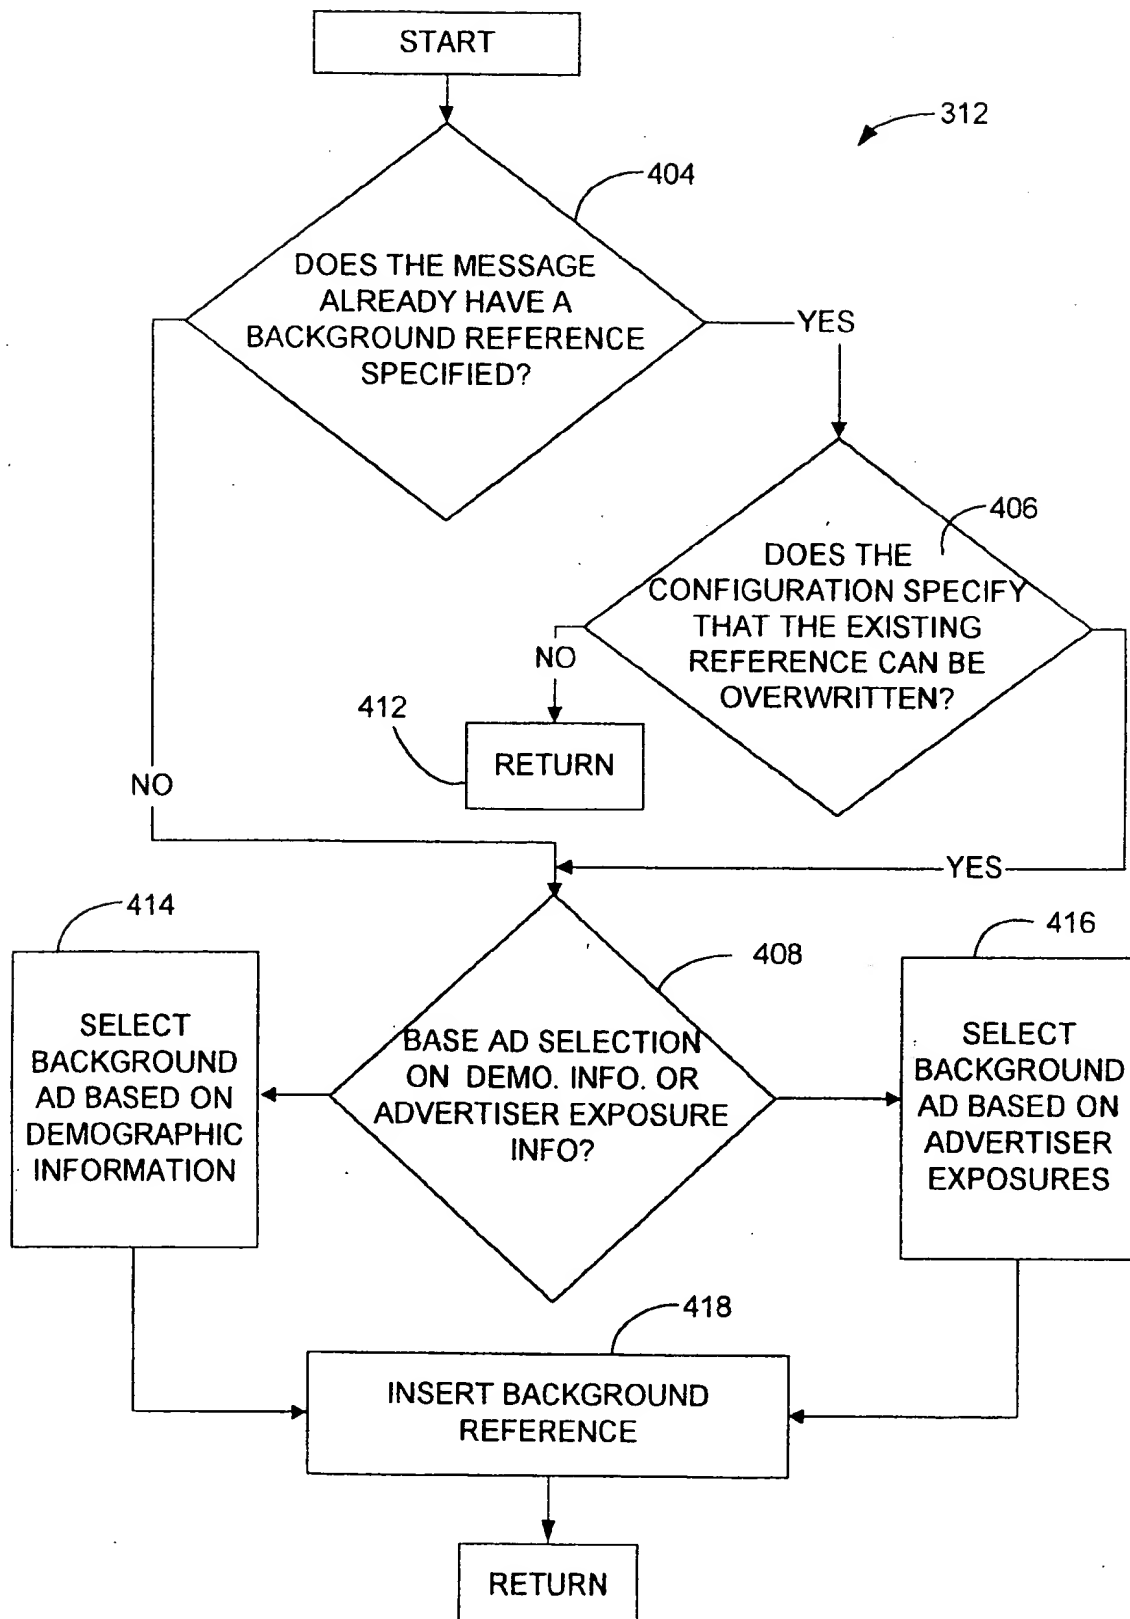 START
312
404
DOES THE MESSAGE
ALREADY HAVE A
BACKGROUND REFERENCE
SPECIFIED?
YES
406
DOES THE
CONFIGURATION SPECIFY
THAT THE EXISTING
REFERENCE CAN BE
OVERWRITTEN?
NO
412
RETURN
NO
YES
414
416
408
SELECT
BACKGROUND
AD BASED ON
DEMOGRAPHIC
INFORMATION
BASE AD SELECTION
ON DEMO. INFO. OR
ADVERTISER EXPOSURE
INFO?
SELECT
BACKGROUND
AD BASED ON
ADVERTISER
EXPOSURES
418
INSERT BACKGROUND
REFERENCE
RETURN